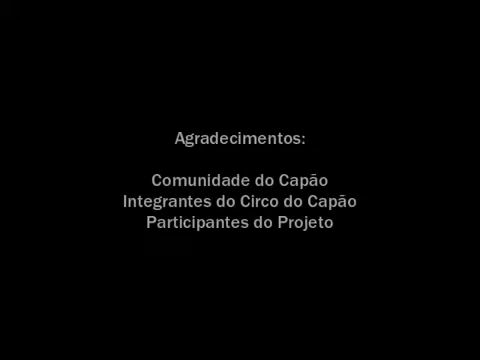 Agradecimentos:
Comunidade do Capão
Integrantes do Circo do Capão
Participantes do Projeto